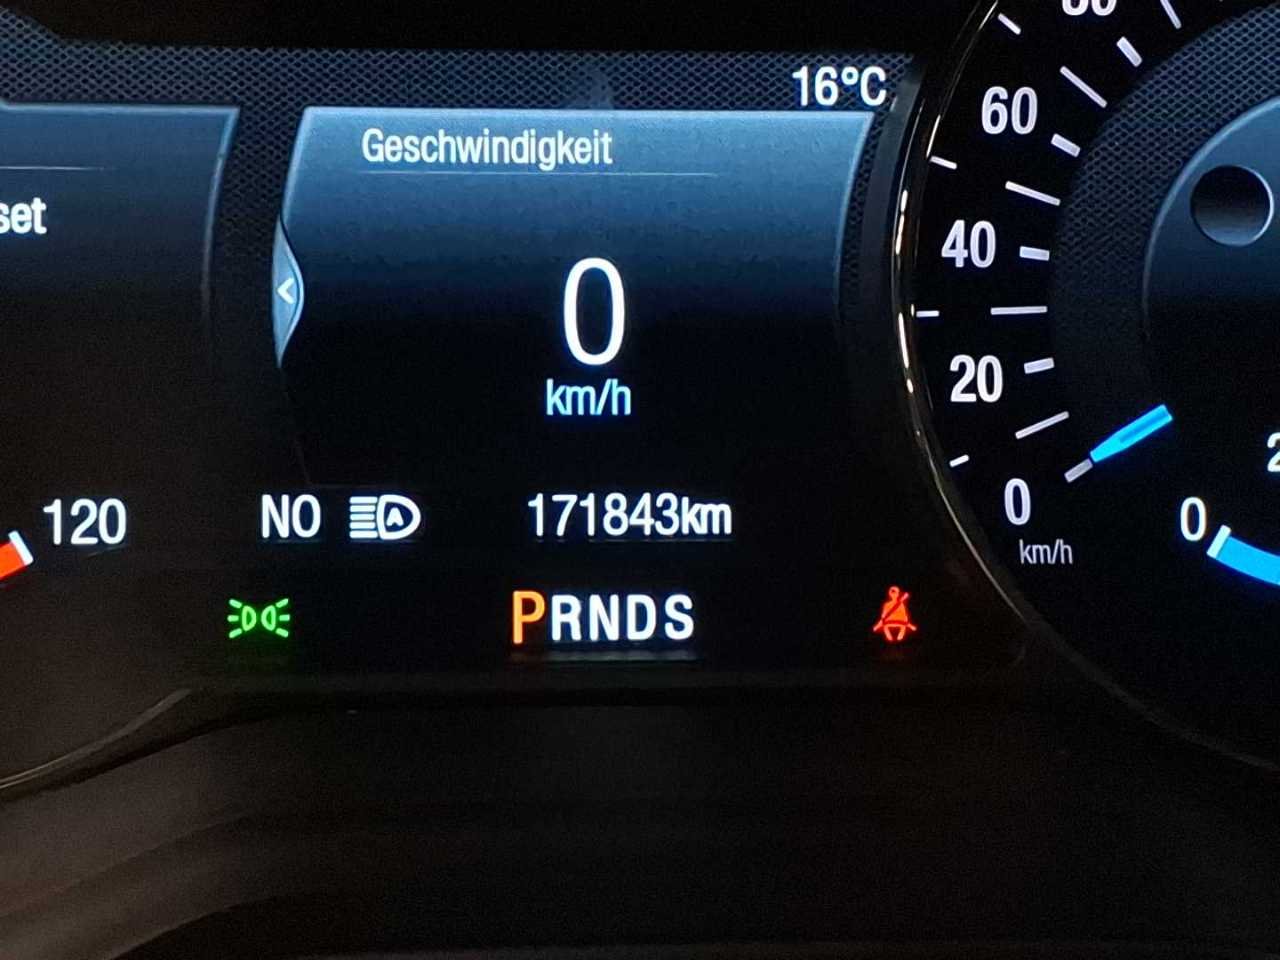 16°C
Geschwindigkeit
set
0
km/h
120
NO
171843km
PRNDS
60
40
20
0
km/h
0